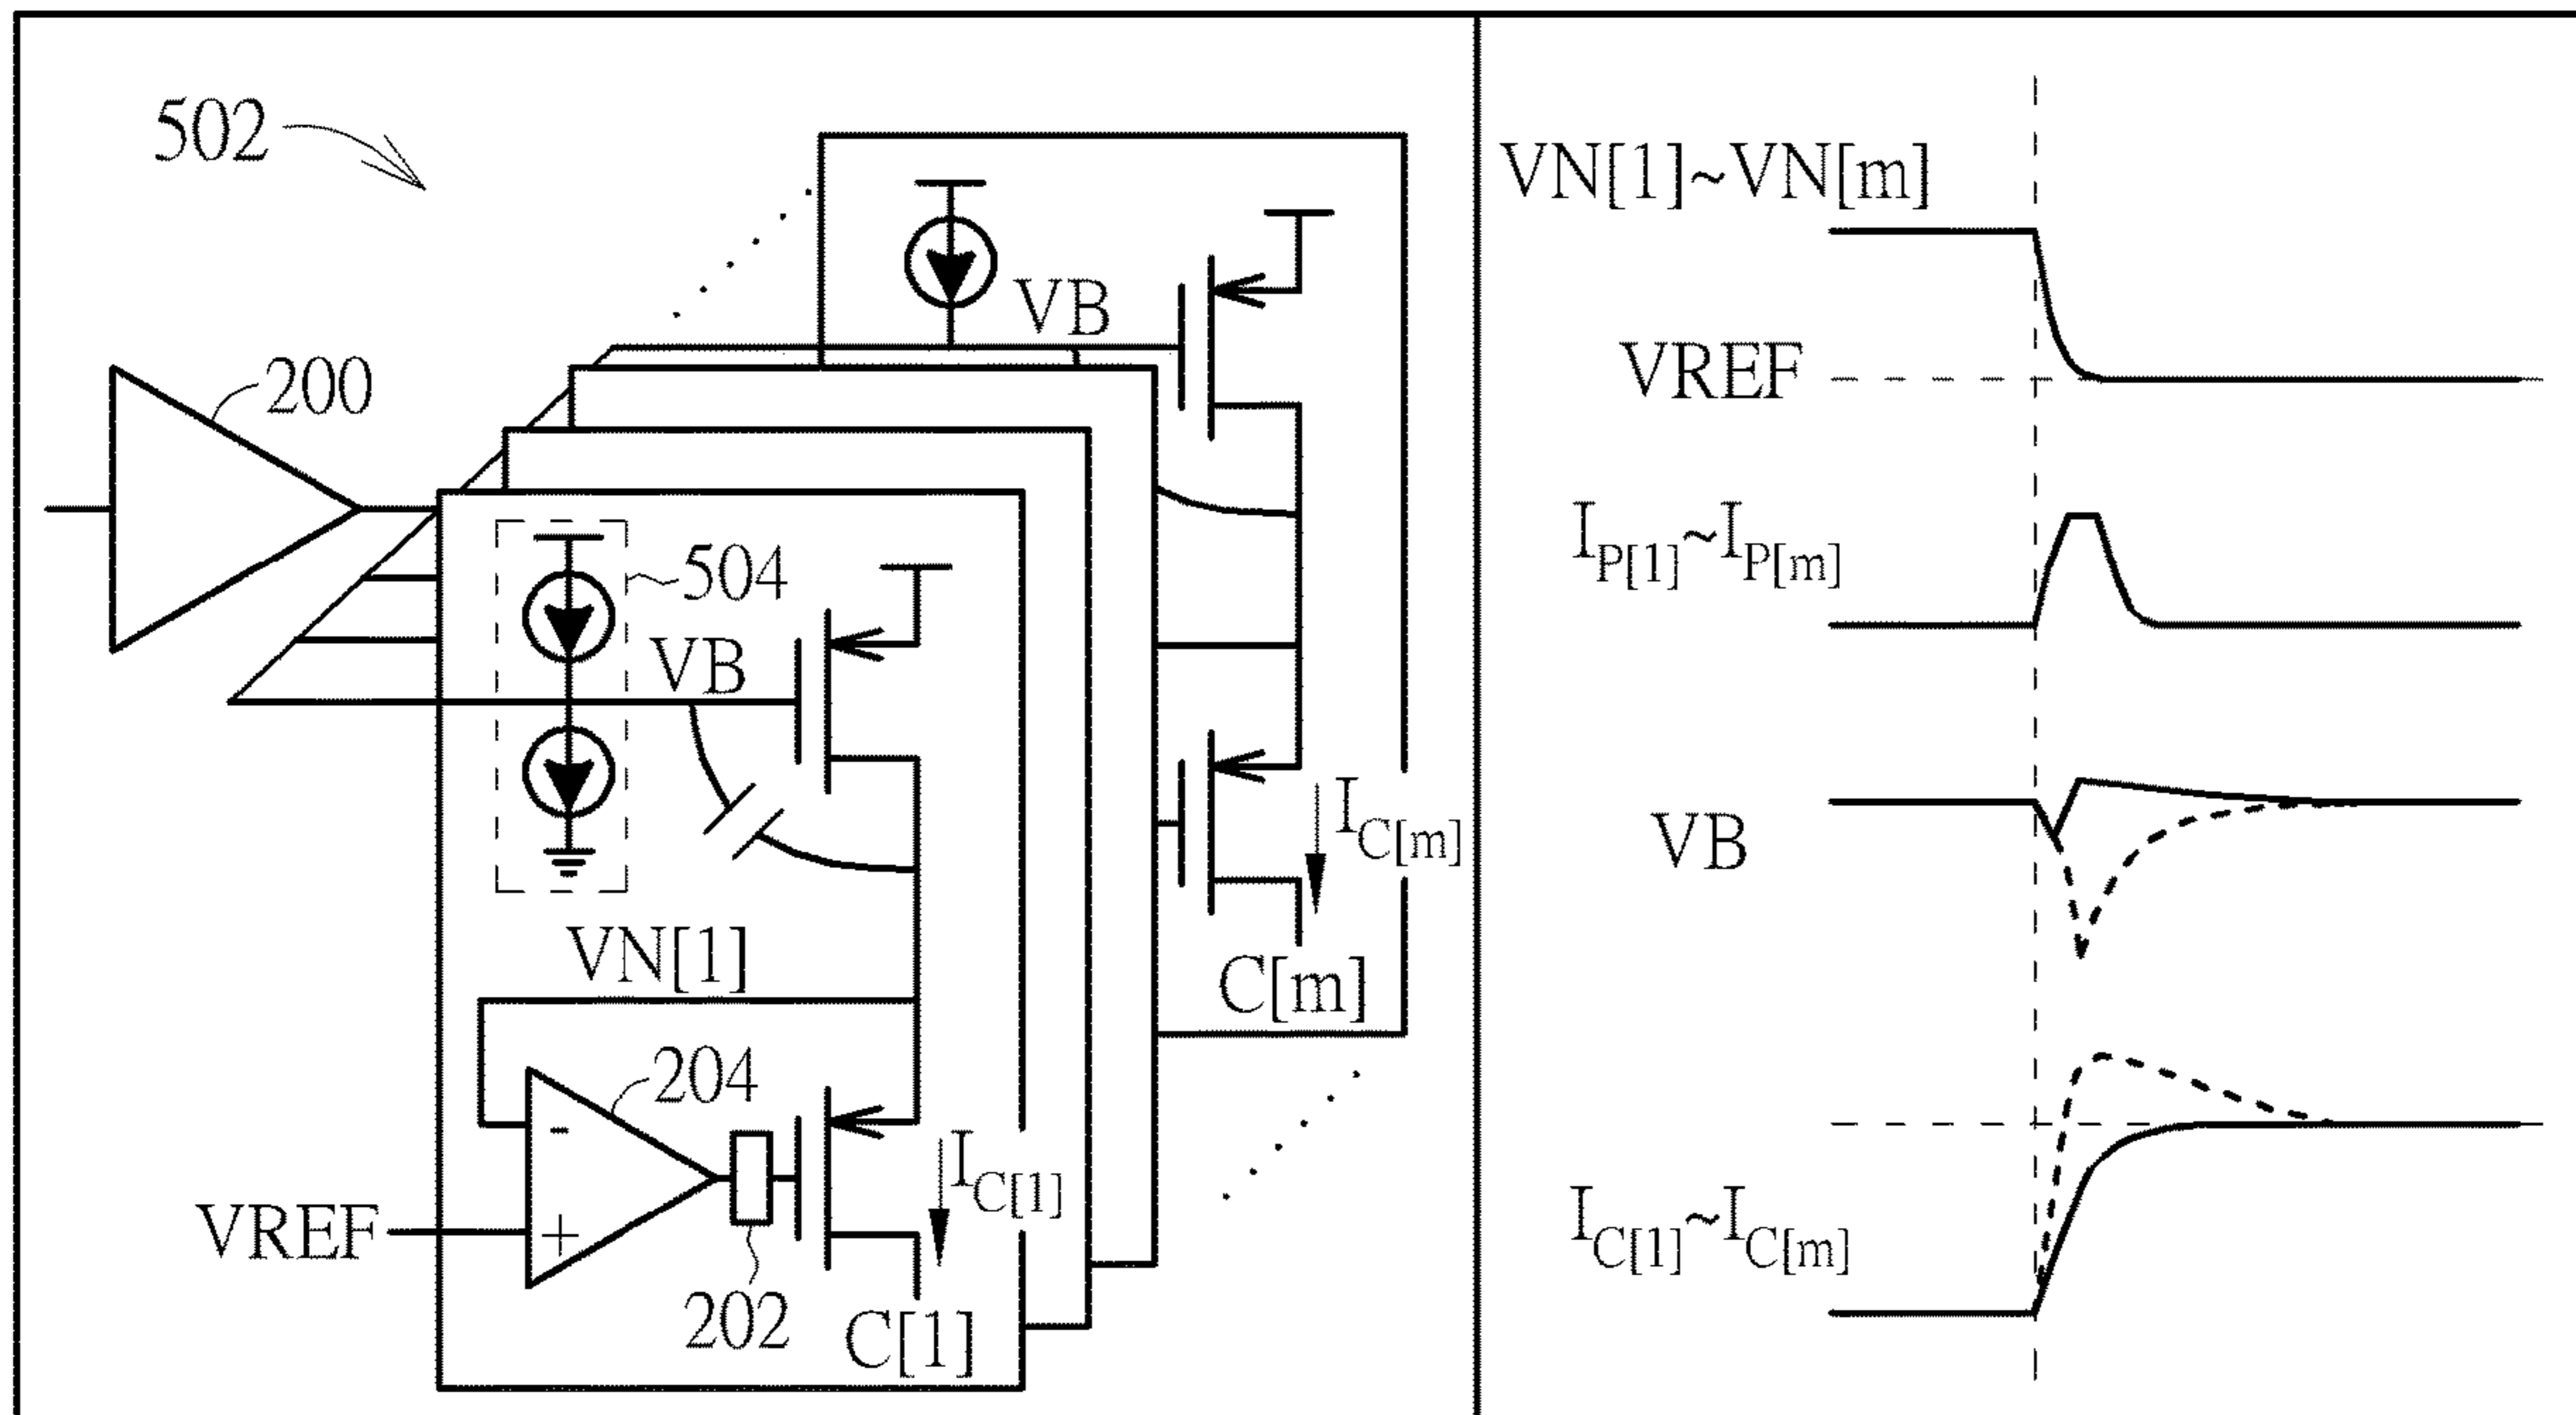 502
VB
200
504
VB
I_C[m]
VN[1]
C[m]
204
-
I_C[1]
VREF
+
202
C[1]
VN[1]~VN[m]
VREF
I_P[1]~I_P[m]
VB
I_C[1]~I_C[m]